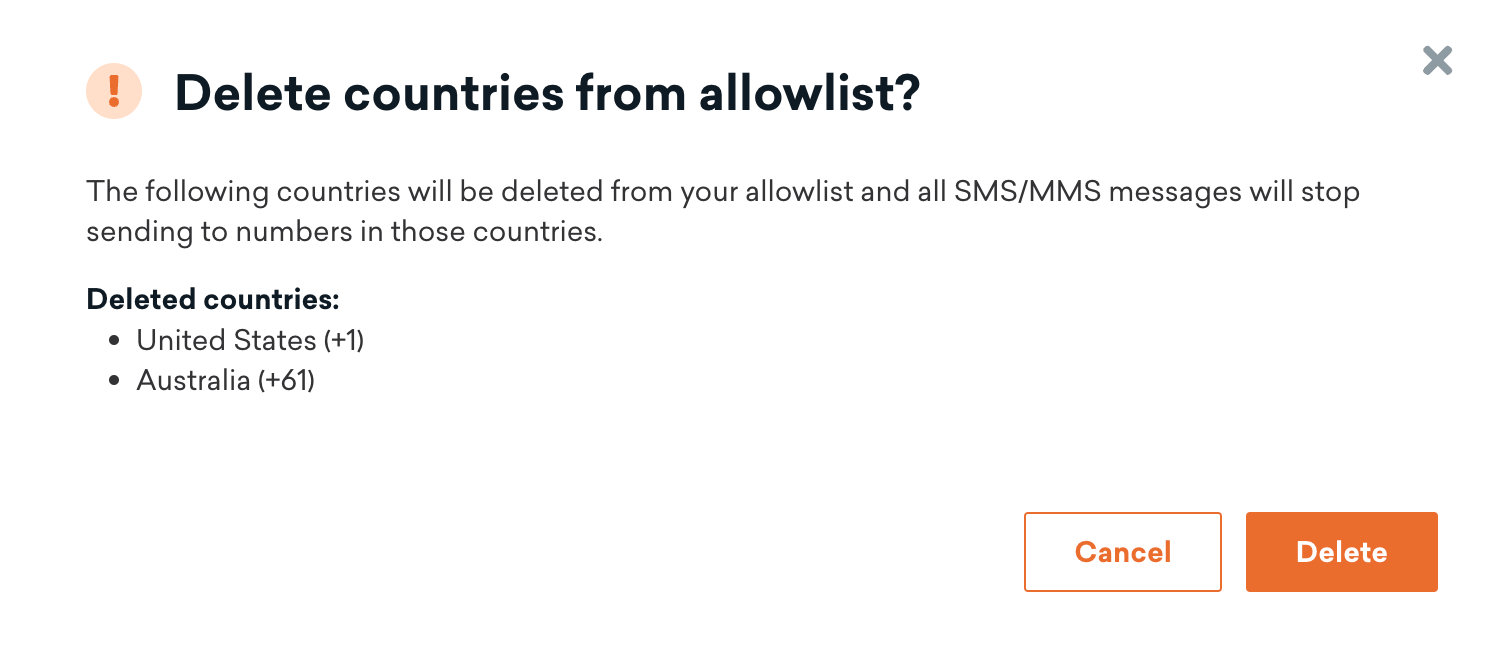 Delete countries from allowlist?
The following countries will be deleted from your allowlist and all SMS/MMS messages will stop
sending to numbers in those countries.
Deleted countries:
• United States (+1)
• Australia (+61)
Cancel
Delete